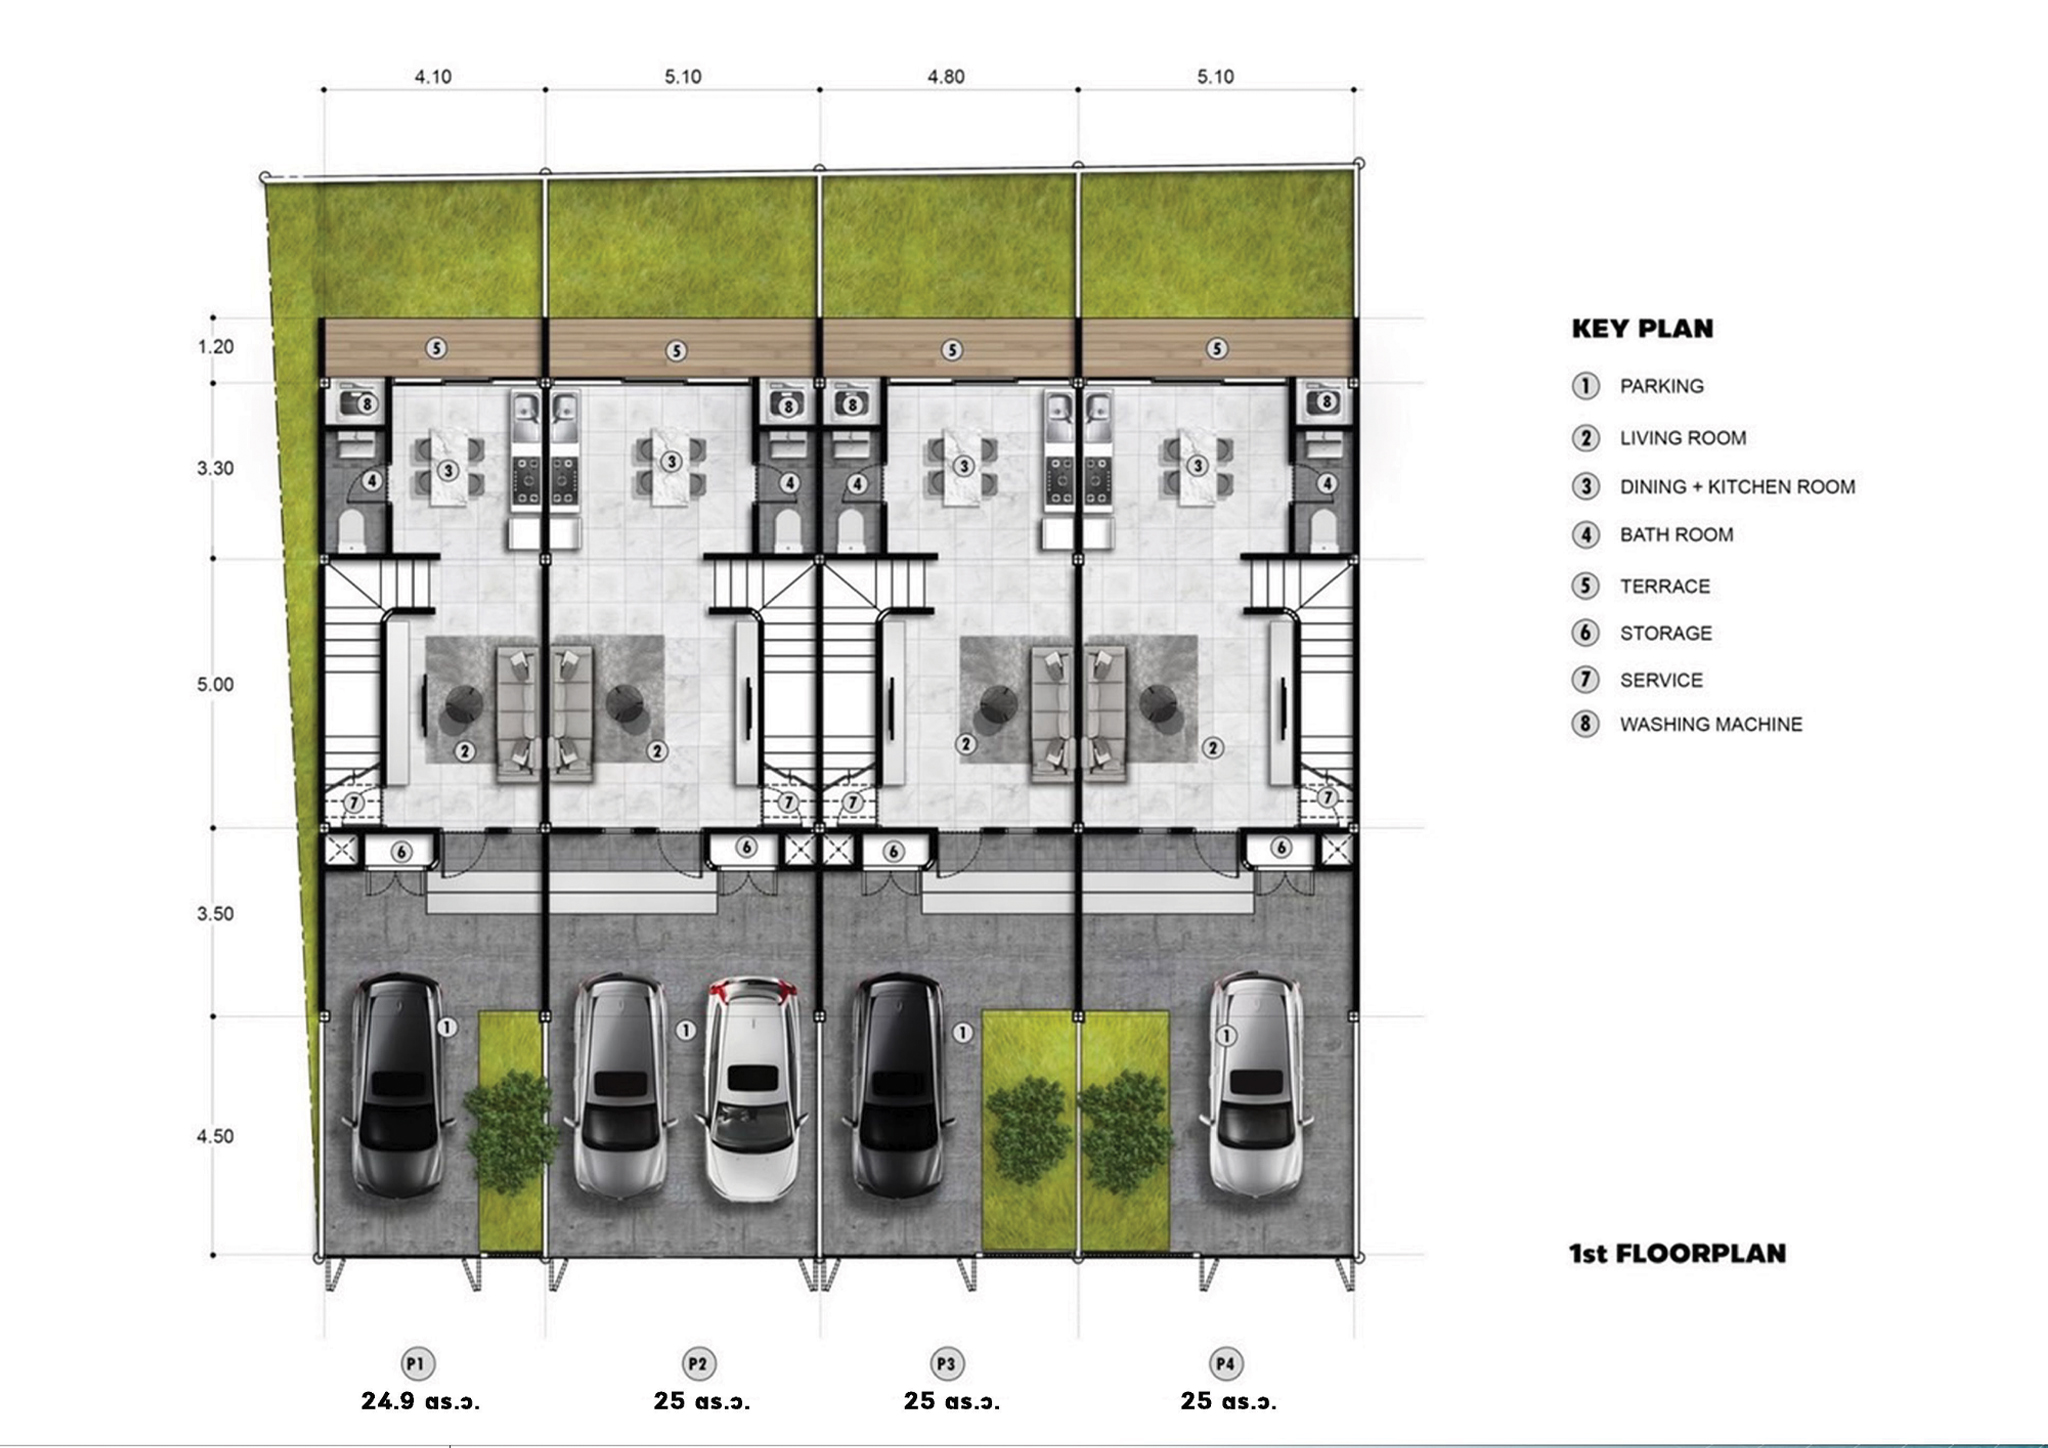 4.10
5.10
4.80
5.10
1.20
3.30
5.00
3.50
4.50
5
5
5
5
8
8
8
8
3
3
3
3
4
4
4
4
2
2
2
2
7
7
7
7
6
6
6
6
1
1
1
1
KEY PLAN
1 PARKING
2 LIVING ROOM
3 DINING + KITCHEN ROOM
4 BATH ROOM
5 TERRACE
6 STORAGE
7 SERVICE
8 WASHING MACHINE
1st FLOORPLAN
P1
24.9 ตร.ว.
P2
25 ตร.ว.
P3
25 ตร.ว.
P4
25 ตร.ว.